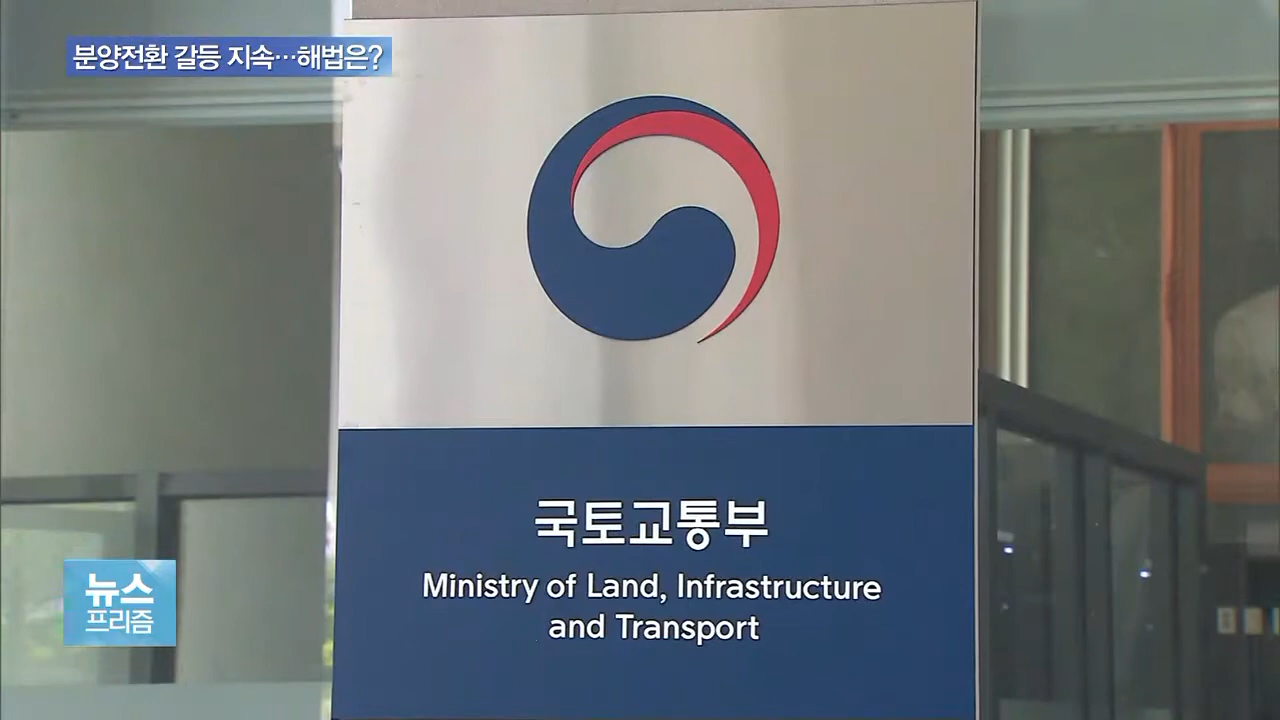 분양전환 갈등 지속…해법은?
국토교통부
Ministry of Land, Infrastructure
and Transport
뉴스
프리즘